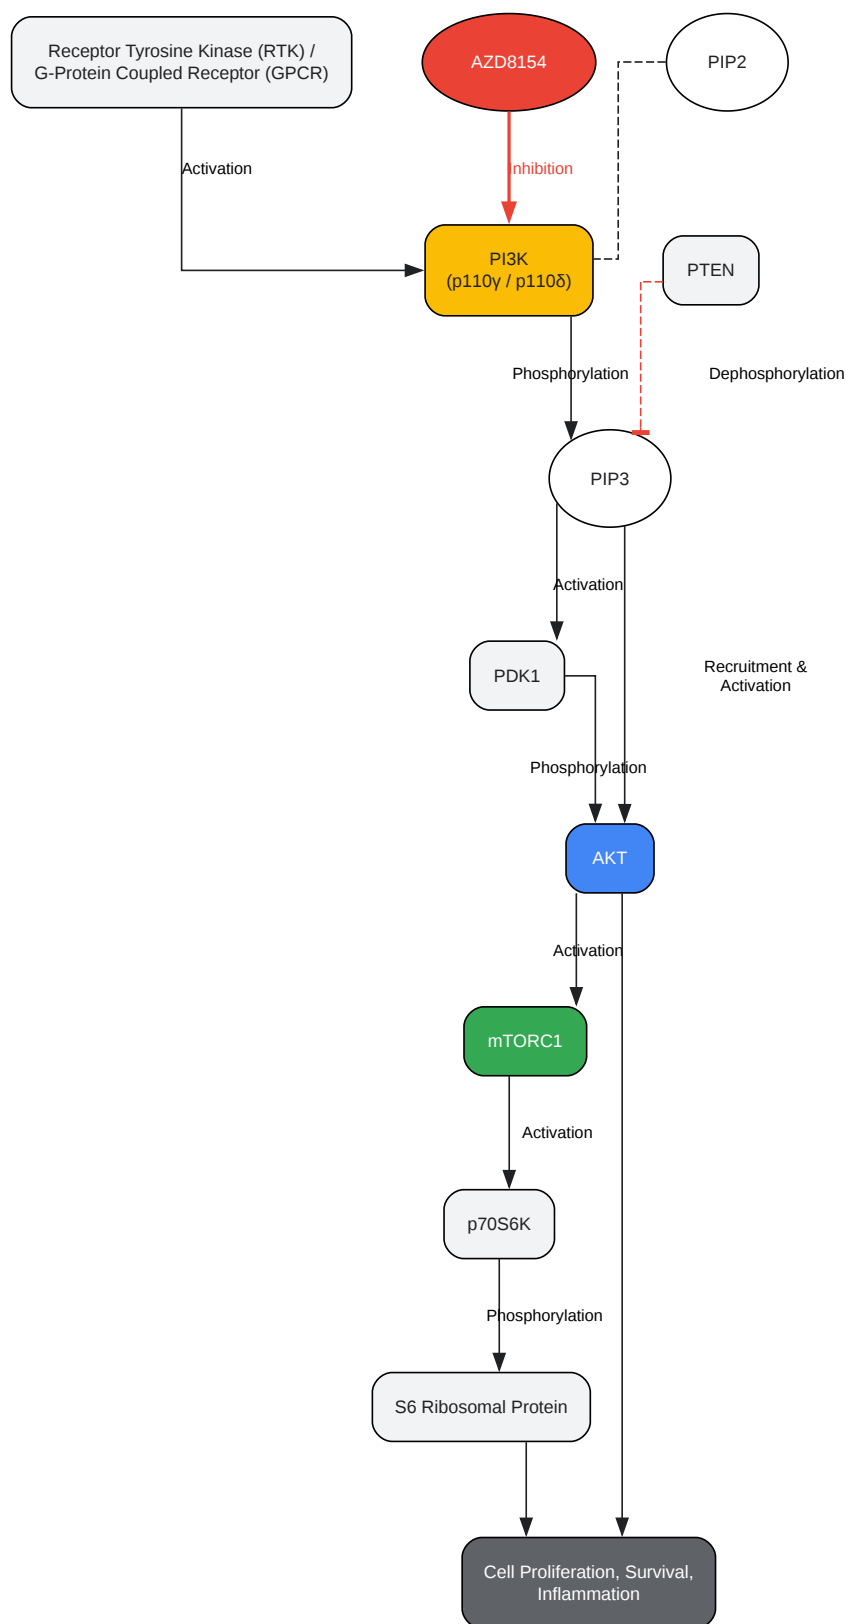 Receptor Tyrosine Kinase (RTK) /
G-Protein Coupled Receptor (GPCR)
AZD8154
PIP2
Activation
Inhibition
PI3K
(p110γ / p110δ)
PTEN
Phosphorylation
Dephosphorylation
PIP3
Activation
PDK1
Recruitment &
Activation
Phosphorylation
AKT
Activation
mTORC1
Activation
p70S6K
Phosphorylation
S6 Ribosomal Protein
Cell Proliferation, Survival,
Inflammation